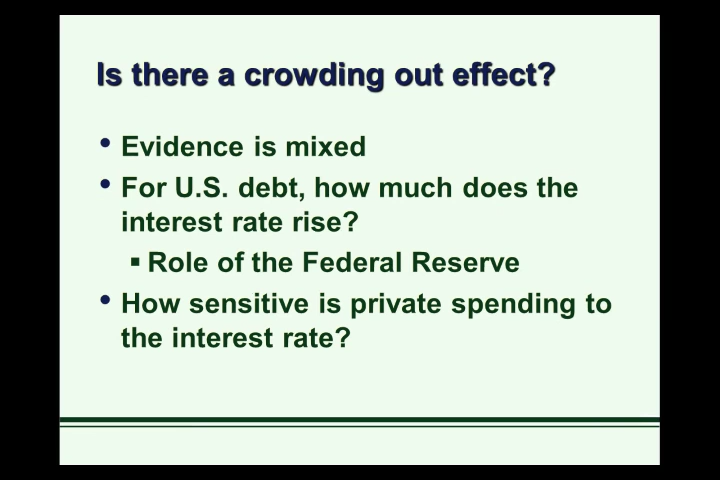 Is there a crowding out effect?
• Evidence is mixed
• For U.S. debt, how much does the
interest rate rise?
▪ Role of the Federal Reserve
• How sensitive is private spending to
the interest rate?